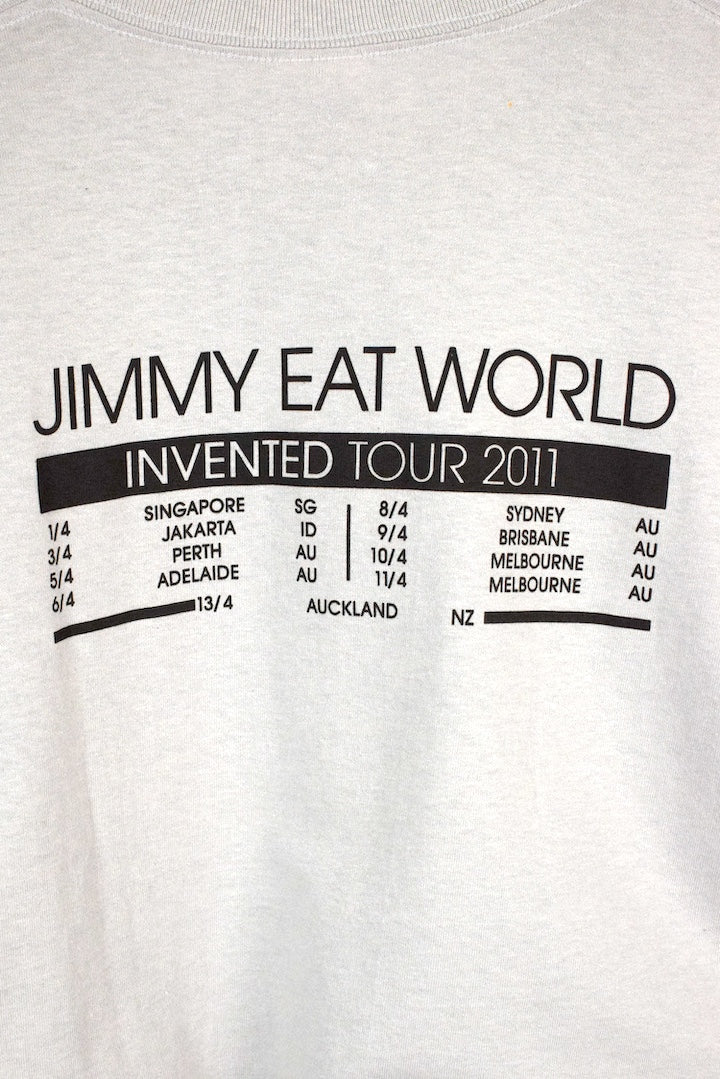 JIMMY EAT WORLD
INVENTED TOUR 2011
1/4 SINGAPORE SG 8/4 SYDNEY AU
3/4 JAKARTA ID 9/4 BRISBANE AU
5/4 PERTH AU 10/4 MELBOURNE AU
6/4 ADELAIDE AU 11/4 MELBOURNE AU
13/4 AUCKLAND NZ